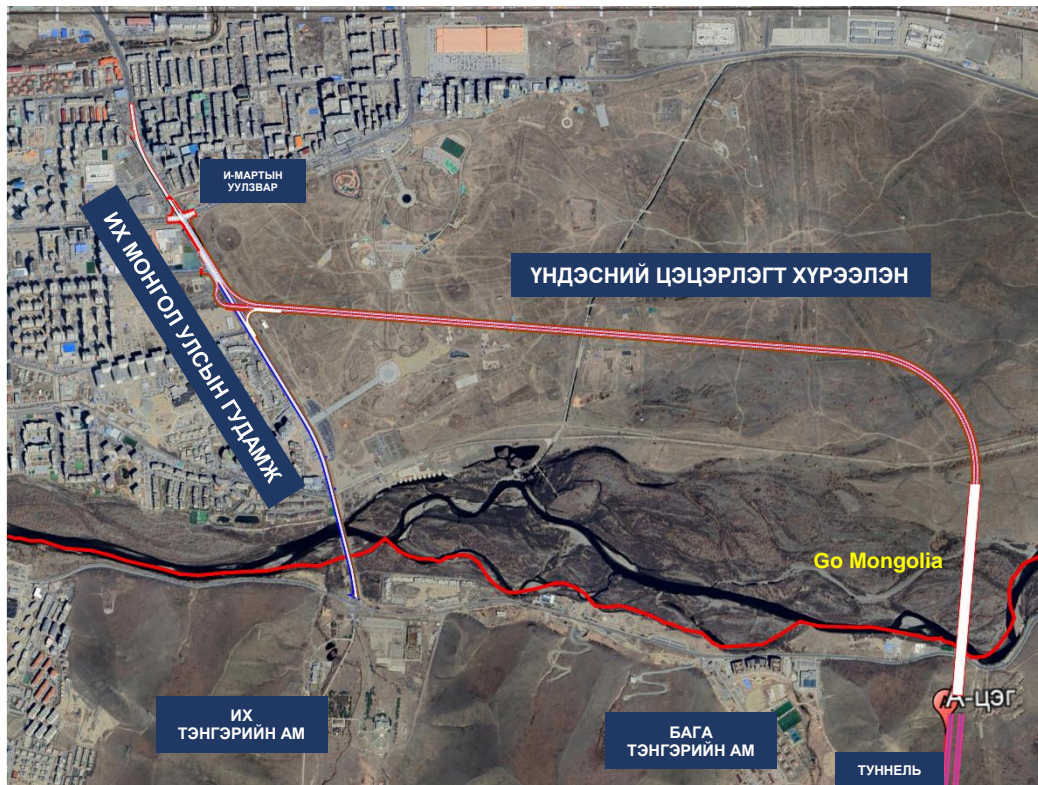 И-МАРТЫН
УУЛЗВАР
ИХ МОНГОЛ УЛСЫН ГУДАМЖ
ҮНДЭСНИЙ ЦЭЦЭРЛЭГТ ХҮРЭЭЛЭН
Go Mongolia
А-ЦЭГ
ИХ
ТЭНГЭРИЙН АМ
БАГА
ТЭНГЭРИЙН АМ
ТУННЕЛЬ